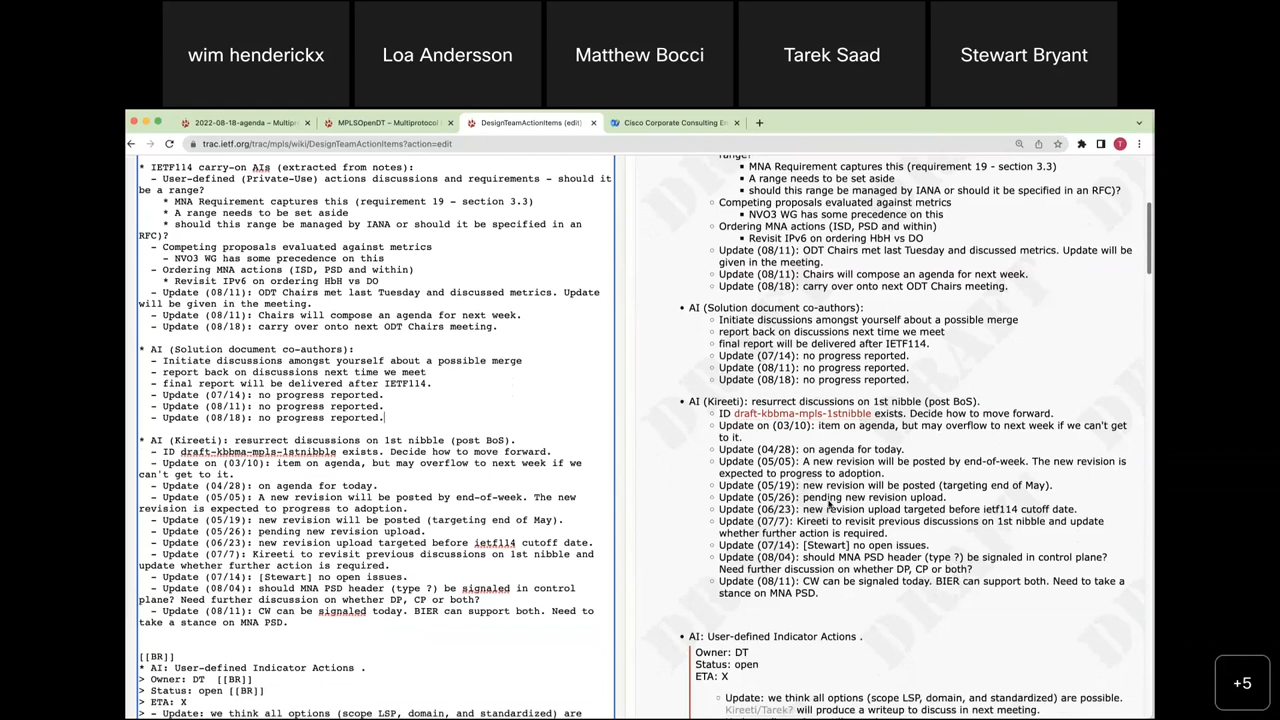 wim henderickx
Loa Andersson
Matthew Bocci
Tarek Saad
Stewart Bryant
2022-08-18-agenda – Multipr
MPLSOpenDT – Multiprotocol
DesignTeamActionItems (edit)
Cisco Corporate Consulting En
trac.ietf.org/trac/mpls/wiki/DesignTeamActionItems?action=edit
T
* IETF114 carry-on AIs (extracted from notes):
- User-defined (Private-Use) actions discussions and requirements - should it
be a range?
* MNA Requirement captures this (requirement 19 - section 3.3)
* A range needs to be set aside
* should this range be managed by IANA or should it be specified in an
RFC)?
- Competing proposals evaluated against metrics
- NVO3 WG has some precedence on this
- Ordering MNA actions (ISD, PSD and within)
* Revisit IPv6 on ordering HbH vs DO
- Update (08/11): ODT Chairs met last Tuesday and discussed metrics. Update
will be given in the meeting.
- Update (08/11): Chairs will compose an agenda for next week.
- Update (08/18): carry over onto next ODT Chairs meeting.
* AI (Solution document co-authors):
- Initiate discussions amongst yourself about a possible merge
- report back on discussions next time we meet
- final report will be delivered after IETF114.
- Update (07/14): no progress reported.
- Update (08/11): no progress reported.
- Update (08/18): no progress reported.
* AI (Kireeti): resurrect discussions on 1st nibble (post BoS).
- ID draft-kbbma-mpls-1stnibble exists. Decide how to move forward.
- Update on (03/10): item on agenda, but may overflow to next week if we
can't get to it.
- Update (04/28): on agenda for today.
- Update (05/05): A new revision will be posted by end-of-week. The new
revision is expected to progress to adoption.
- Update (05/19): new revision will be posted (targeting end of May).
- Update (05/26): pending new revision upload.
- Update (06/23): new revision upload targeted before ietf114 cutoff date.
- Update (07/7): Kireeti to revisit previous discussions on 1st nibble and
update whether further action is required.
- Update (07/14): [Stewart] no open issues.
- Update (08/04): should MNA PSD header (type ?) be signaled in control
plane? Need further discussion on whether DP, CP or both?
- Update (08/11): CW can be signaled today. BIER can support both. Need to
take a stance on MNA PSD.
[[BR]]
* AI: User-defined Indicator Actions .
> Owner: DT [[BR]]
> Status: open [[BR]]
> ETA: X
> - Update: we think all options (scope LSP, domain, and standardized) are
range?
MNA Requirement captures this (requirement 19 - section 3.3)
A range needs to be set aside
should this range be managed by IANA or should it be specified in an RFC)?
Competing proposals evaluated against metrics
NVO3 WG has some precedence on this
Ordering MNA actions (ISD, PSD and within)
Revisit IPv6 on ordering HbH vs DO
Update (08/11): ODT Chairs met last Tuesday and discussed metrics. Update will be
given in the meeting.
Update (08/11): Chairs will compose an agenda for next week.
Update (08/18): carry over onto next ODT Chairs meeting.
AI (Solution document co-authors):
Initiate discussions amongst yourself about a possible merge
report back on discussions next time we meet
final report will be delivered after IETF114.
Update (07/14): no progress reported.
Update (08/11): no progress reported.
Update (08/18): no progress reported.
AI (Kireeti): resurrect discussions on 1st nibble (post BoS).
ID draft-kbbma-mpls-1stnibble exists. Decide how to move forward.
Update on (03/10): item on agenda, but may overflow to next week if we can't get
to it.
Update (04/28): on agenda for today.
Update (05/05): A new revision will be posted by end-of-week. The new revision is
expected to progress to adoption.
Update (05/19): new revision will be posted (targeting end of May).
Update (05/26): pending new revision upload.
Update (06/23): new revision upload targeted before ietf114 cutoff date.
Update (07/7): Kireeti to revisit previous discussions on 1st nibble and update
whether further action is required.
Update (07/14): [Stewart] no open issues.
Update (08/04): should MNA PSD header (type ?) be signaled in control plane?
Need further discussion on whether DP, CP or both?
Update (08/11): CW can be signaled today. BIER can support both. Need to take a
stance on MNA PSD.
AI: User-defined Indicator Actions .
Owner: DT
Status: open
ETA: X
Update: we think all options (scope LSP, domain, and standardized) are possible.
Kireeti/Tarek? will produce a writeup to discuss in next meeting.
+5